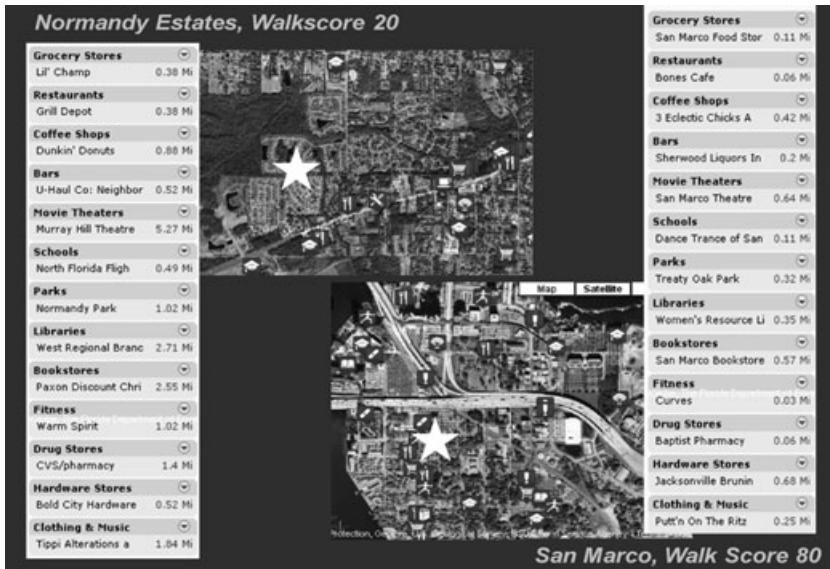 Normandy Estates, Walkscore 20
Grocery Stores
Lil' Champ 0.38 Mi
Restaurants
Grill Depot 0.38 Mi
Coffee Shops
Dunkin' Donuts 0.88 Mi
Bars
U-Haul Co: Neighbor 0.52 Mi
Movie Theaters
Murray Hill Theatre 5.27 Mi
Schools
North Florida Fligh 0.49 Mi
Parks
Normandy Park 1.02 Mi
Libraries
West Regional Branc 2.71 Mi
Bookstores
Paxon Discount Chri 2.55 Mi
Fitness
Warm Spirit 1.02 Mi
Drug Stores
CVS/pharmacy 1.4 Mi
Hardware Stores
Bold City Hardware 0.52 Mi
Clothing & Music
Tippi Alterations a 1.84 Mi
Map Satellite
Grocery Stores
San Marco Food Stor 0.11 Mi
Restaurants
Bones Cafe 0.06 Mi
Coffee Shops
3 Eclectic Chicks A 0.42 Mi
Bars
Sherwood Liquors In 0.2 Mi
Movie Theaters
San Marco Theatre 0.64 Mi
Schools
Dance Trance of San 0.11 Mi
Parks
Treaty Oak Park 0.32 Mi
Libraries
Women's Resource Li 0.35 Mi
Bookstores
San Marco Bookstore 0.57 Mi
Fitness
Curves 0.03 Mi
Drug Stores
Baptist Pharmacy 0.06 Mi
Hardware Stores
Jacksonville Brunin 0.68 Mi
Clothing & Music
Putt'n On The Ritz 0.25 Mi
San Marco, Walk Score 80